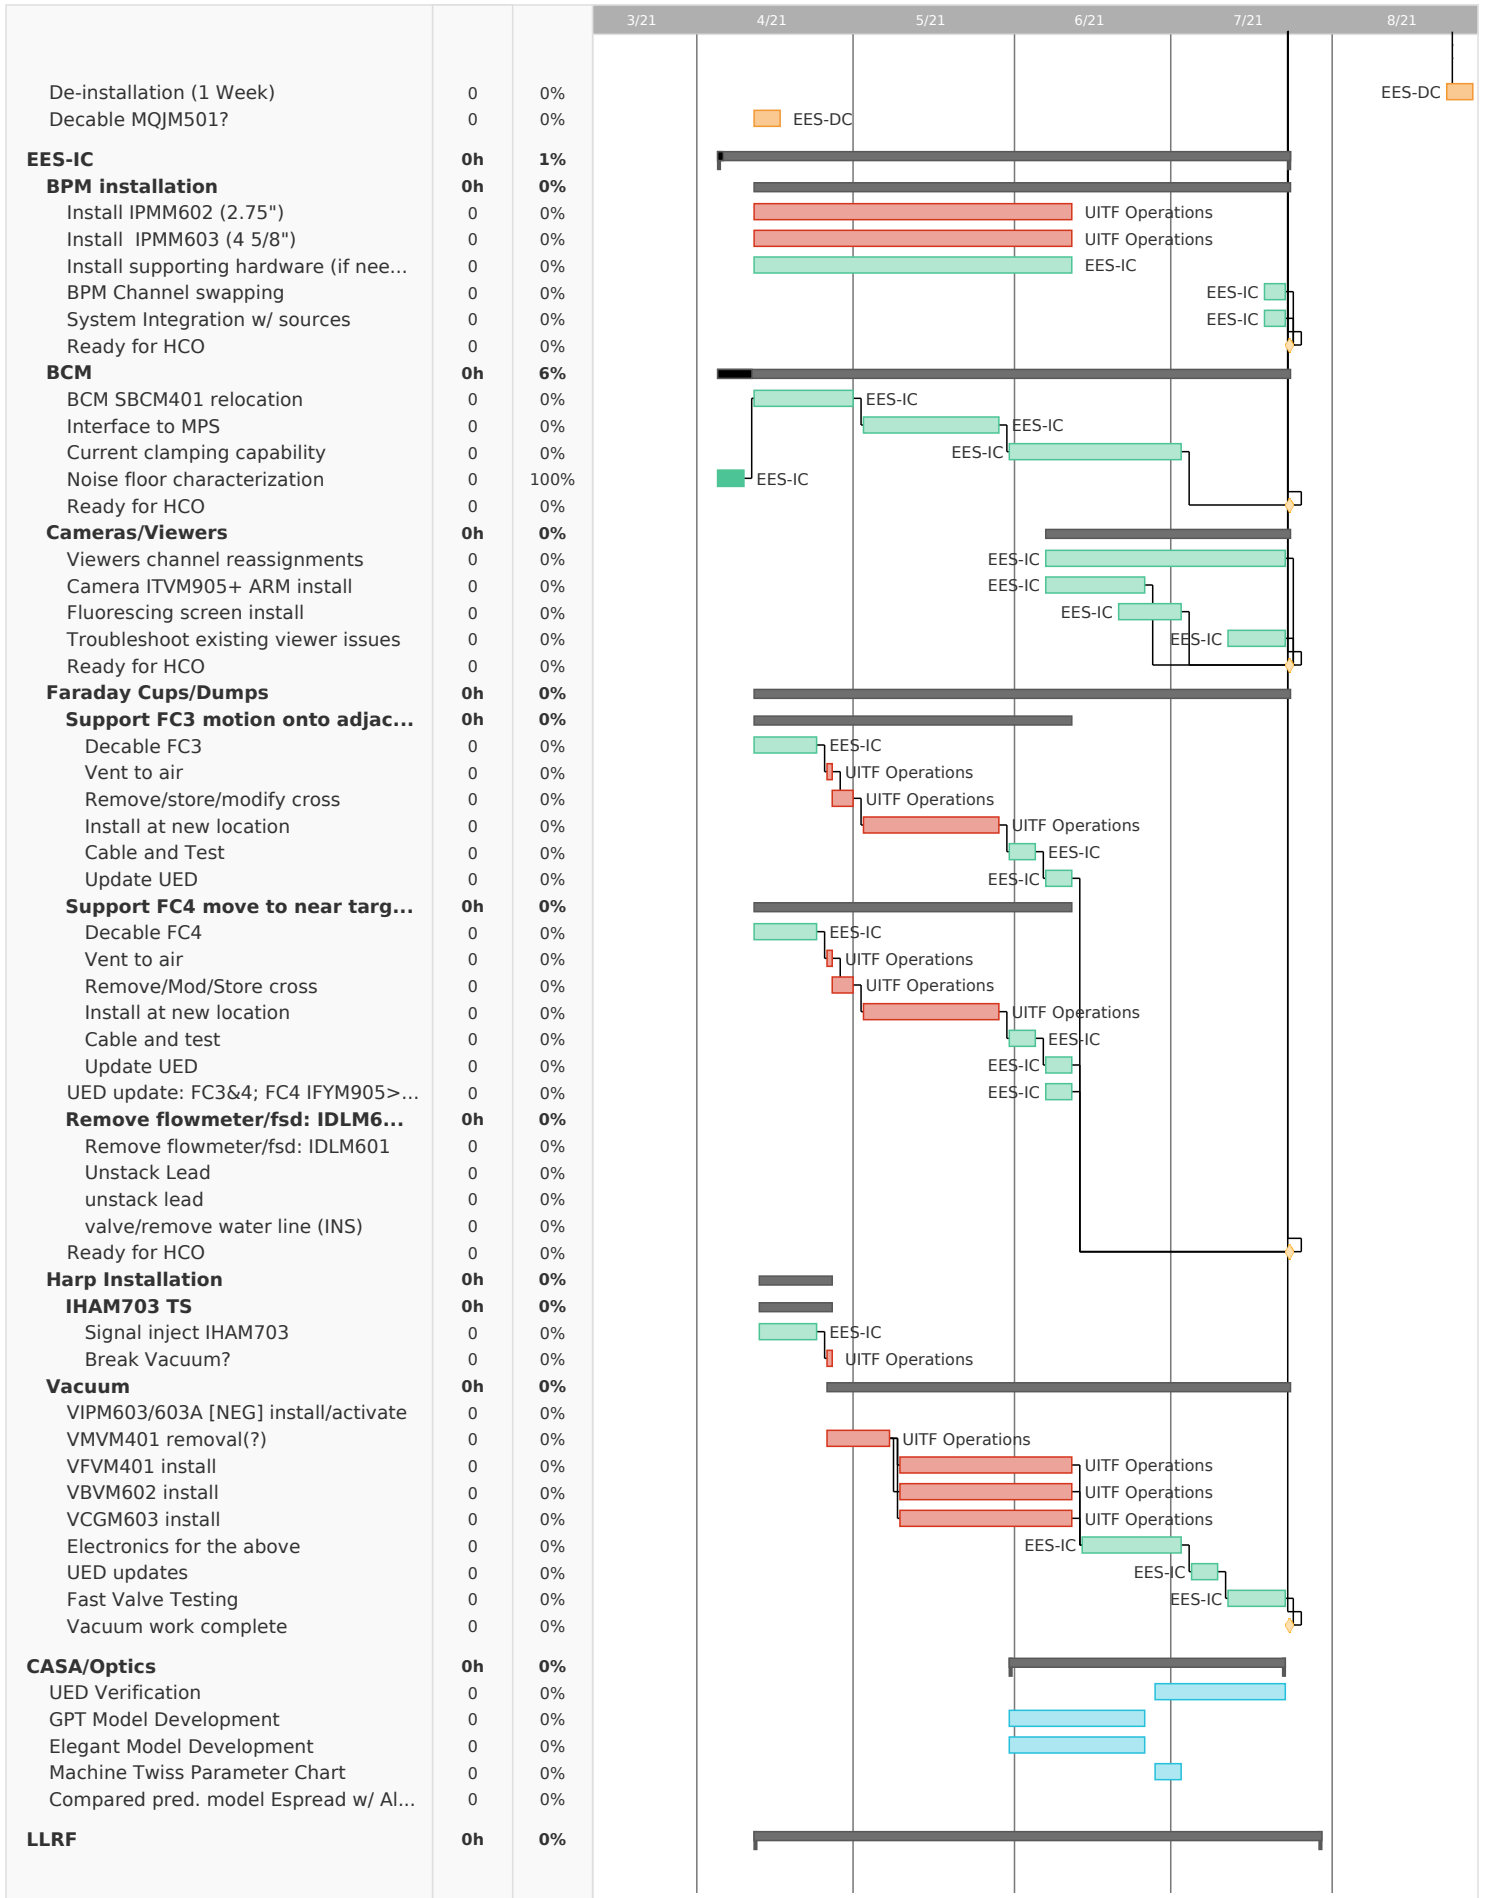 3/21 4/21 5/21 6/21 7/21 8/21
De-installation (1 Week) 0 0% EES-DC
Decable MQJM501? 0 0% EES-DC
EES-IC 0h 1%
BPM installation 0h 0%
Install IPMM602 (2.75") 0 0% UITF Operations
Install IPMM603 (4 5/8") 0 0% UITF Operations
Install supporting hardware (if nee... 0 0% EES-IC
BPM Channel swapping 0 0% EES-IC
System Integration w/ sources 0 0% EES-IC
Ready for HCO 0 0%
BCM 0h 6%
BCM SBCM401 relocation 0 0% EES-IC
Interface to MPS 0 0% EES-IC
Current clamping capability 0 0% EES-IC
Noise floor characterization 0 100% EES-IC
Ready for HCO 0 0%
Cameras/Viewers 0h 0%
Viewers channel reassignments 0 0% EES-IC
Camera ITVM905+ ARM install 0 0% EES-IC
Fluorescing screen install 0 0% EES-IC
Troubleshoot existing viewer issues 0 0% EES-IC
Ready for HCO 0 0%
Faraday Cups/Dumps 0h 0%
Support FC3 motion onto adjac... 0h 0%
Decable FC3 0 0% EES-IC
Vent to air 0 0% UITF Operations
Remove/store/modify cross 0 0% UITF Operations
Install at new location 0 0% UITF Operations
Cable and Test 0 0% EES-IC
Update UED 0 0% EES-IC
Support FC4 move to near targ... 0h 0%
Decable FC4 0 0% EES-IC
Vent to air 0 0% UITF Operations
Remove/Mod/Store cross 0 0% UITF Operations
Install at new location 0 0% UITF Operations
Cable and test 0 0% EES-IC
Update UED 0 0% EES-IC
UED update: FC3&4; FC4 IFYM905>... 0 0% EES-IC
Remove flowmeter/fsd: IDLM6... 0h 0%
Remove flowmeter/fsd: IDLM601 0 0%
Unstack Lead 0 0%
unstack lead 0 0%
valve/remove water line (INS) 0 0%
Ready for HCO 0 0%
Harp Installation 0h 0%
IHAM703 TS 0h 0%
Signal inject IHAM703 0 0% EES-IC
Break Vacuum? 0 0% UITF Operations
Vacuum 0h 0%
VIPM603/603A [NEG] install/activate 0 0%
VMVM401 removal(?) 0 0% UITF Operations
VFVM401 install 0 0% UITF Operations
VBVM602 install 0 0% UITF Operations
VCGM603 install 0 0% UITF Operations
Electronics for the above 0 0% EES-IC
UED updates 0 0% EES-IC
Fast Valve Testing 0 0% EES-IC
Vacuum work complete 0 0%
CASA/Optics 0h 0%
UED Verification 0 0%
GPT Model Development 0 0%
Elegant Model Development 0 0%
Machine Twiss Parameter Chart 0 0%
Compared pred. model Espread w/ Al... 0 0%
LLRF 0h 0%